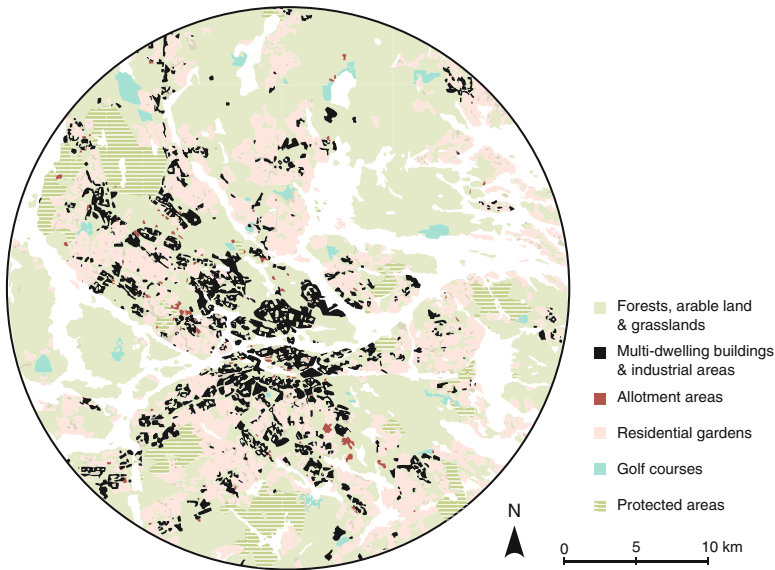 Forests, arable land
& grasslands
Multi-dwelling buildings
& industrial areas
Allotment areas
Residential gardens
Golf courses
Protected areas
N
0 5 10 km